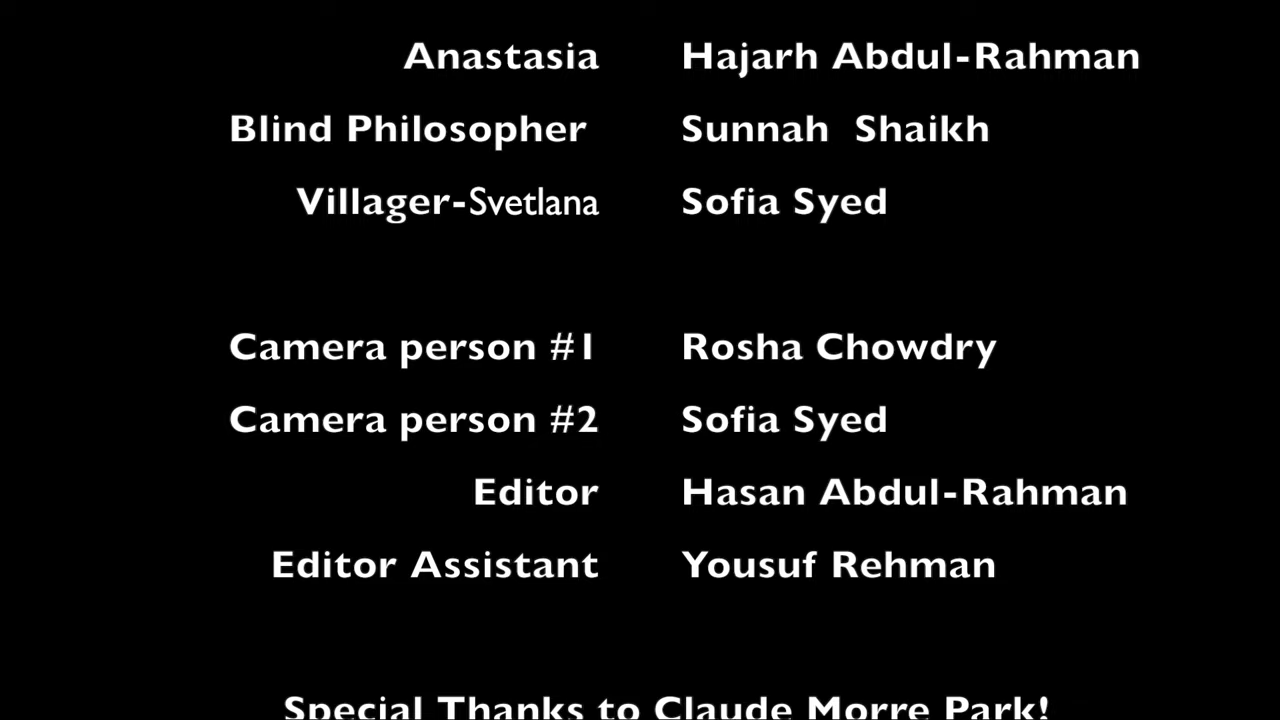 Anastasia Hajarh Abdul-Rahman
Blind Philosopher Sunnah Shaikh
Villager-Svetlana Sofia Syed
Camera person #1 Rosha Chowdry
Camera person #2 Sofia Syed
Editor Hasan Abdul-Rahman
Editor Assistant Yousuf Rehman
Special Thanks to Claude Morre Park!